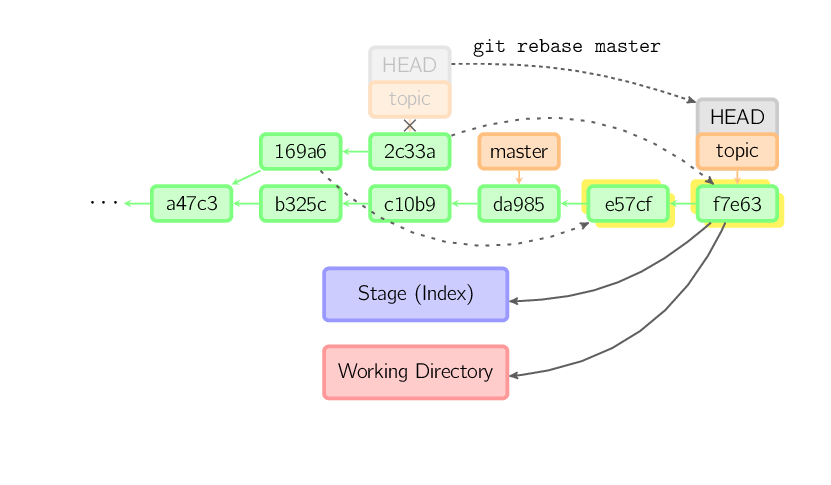 git rebase master
HEAD
topic
HEAD
topic
169a6
2c33a
master
...
a47c3
b325c
c10b9
da985
e57cf
f7e63
Stage (Index)
Working Directory